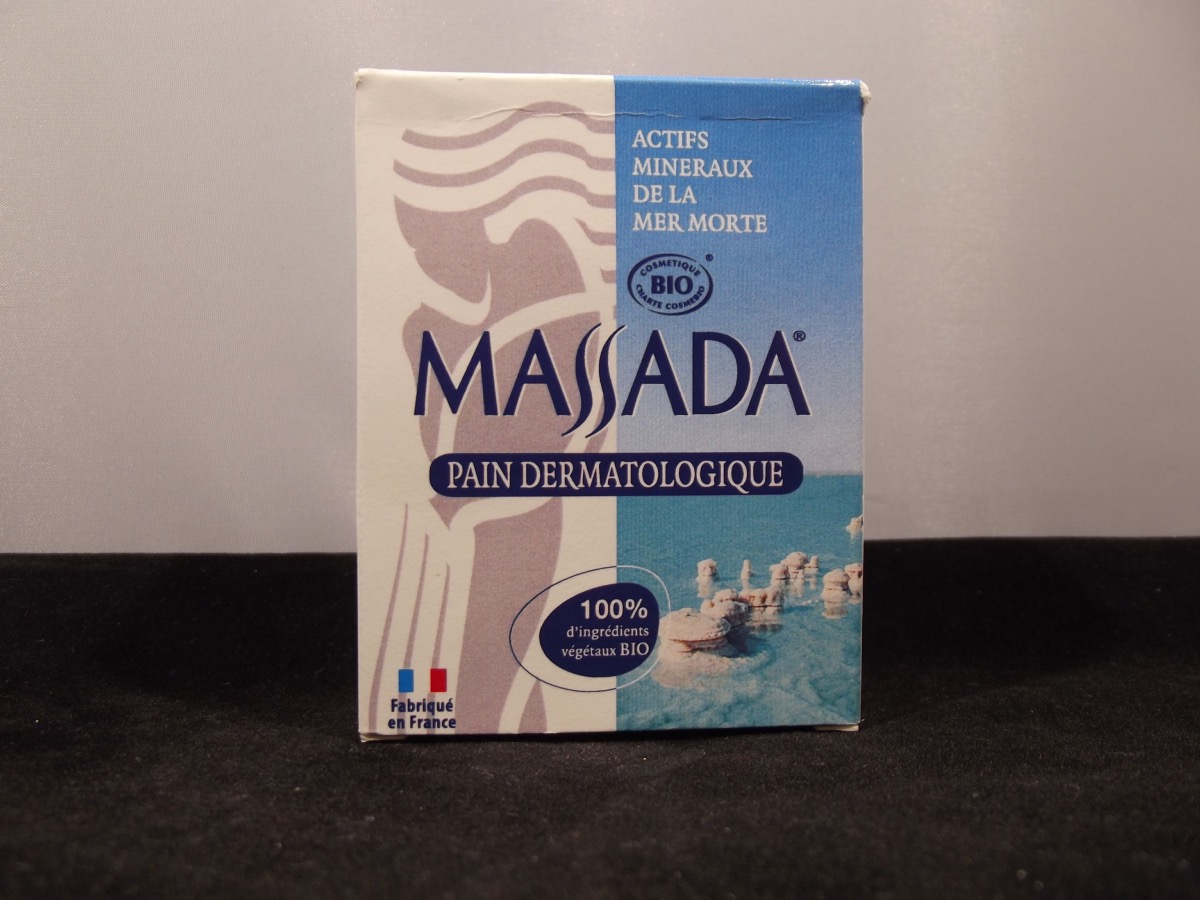 ACTIFS
MINERAUX
DE LA
MER MORTE
COSMETIQUE
BIO
CHARTE COSMEBIO
®
MASSADA®
PAIN DERMATOLOGIQUE
100%
d'ingrédients
végétaux BIO
Fabriqué
en France